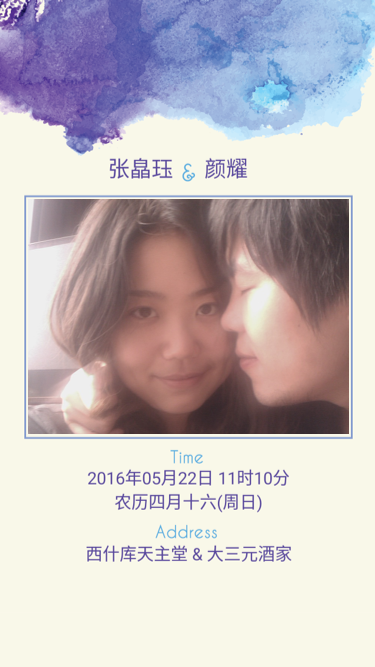 张皛珏 & 颜耀
Time
2016年05月22日 11时10分
农历四月十六(周日)
Address
西什库天主堂 & 大三元酒家